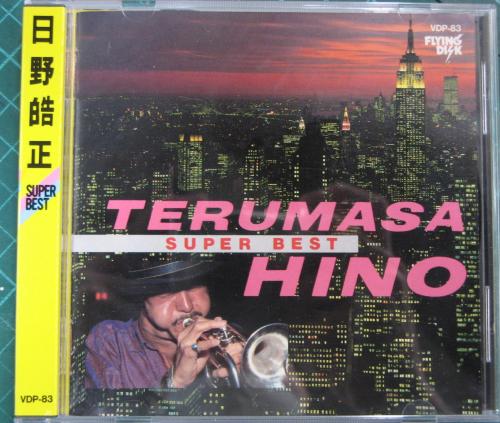 日野皓正
SUPER
BEST
VDP-83
VDP-83
FLYING
DISK
TERUMASA
SUPER BEST
HINO